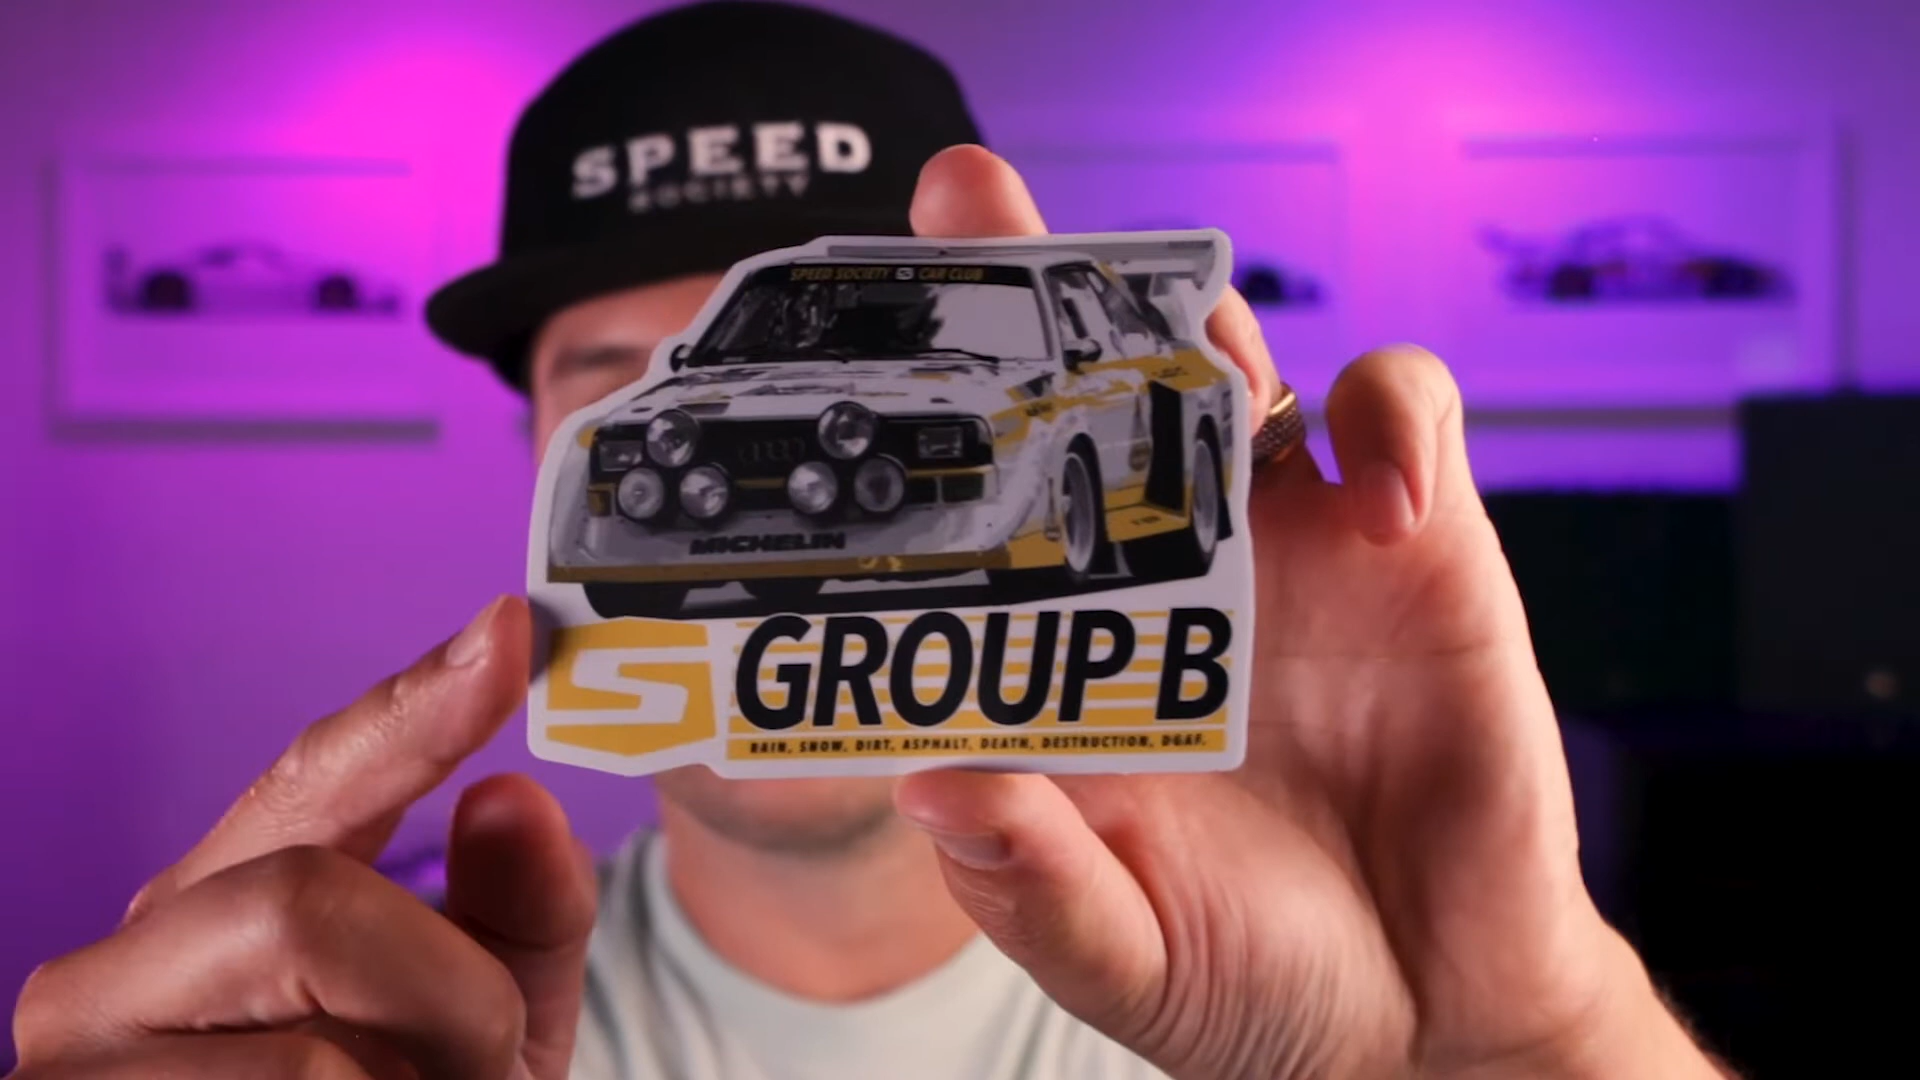 SPEED
SOCIETY
SPEED SOCIETY S CAR CLUB
MICHELIN
S GROUP B
RAIN, SNOW, DIRT, ASPHALT, DEATH, DESTRUCTION, DGAF.